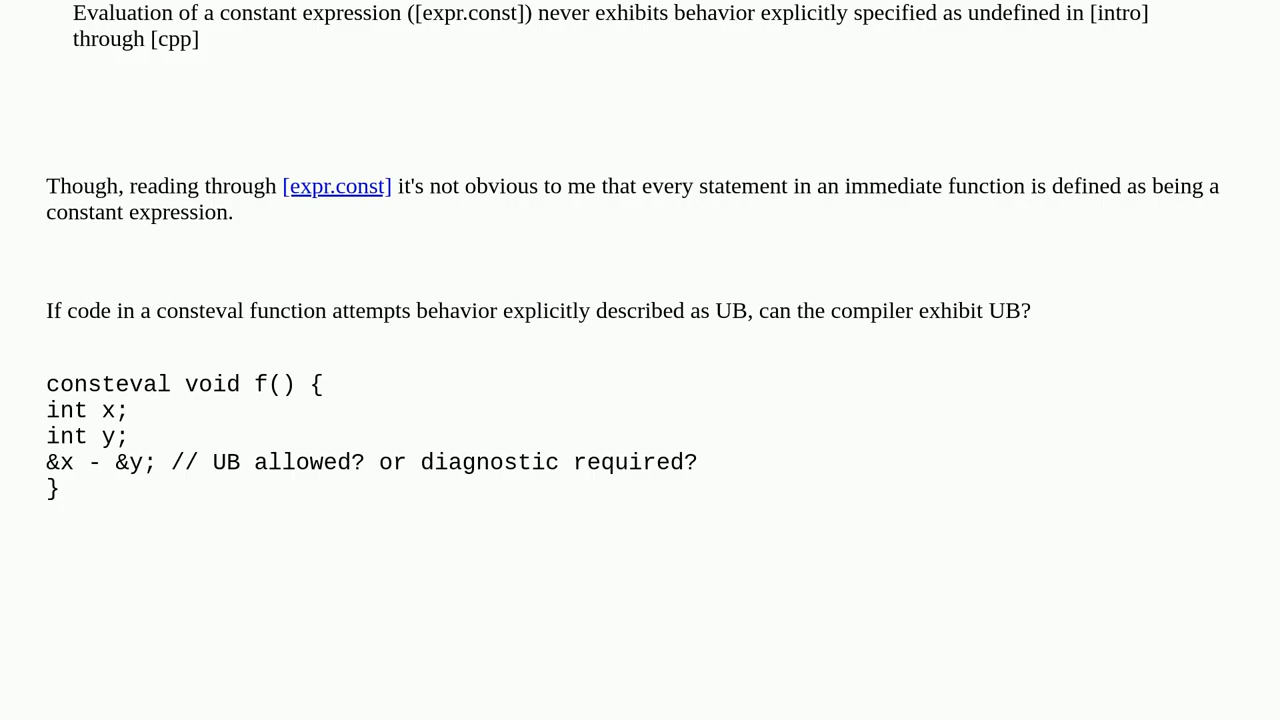 Evaluation of a constant expression ([expr.const]) never exhibits behavior explicitly specified as undefined in [intro]
through [cpp]
Though, reading through [expr.const] it's not obvious to me that every statement in an immediate function is defined as being a
constant expression.
If code in a consteval function attempts behavior explicitly described as UB, can the compiler exhibit UB?
consteval void f() {
int x;
int y;
&x - &y; // UB allowed? or diagnostic required?
}